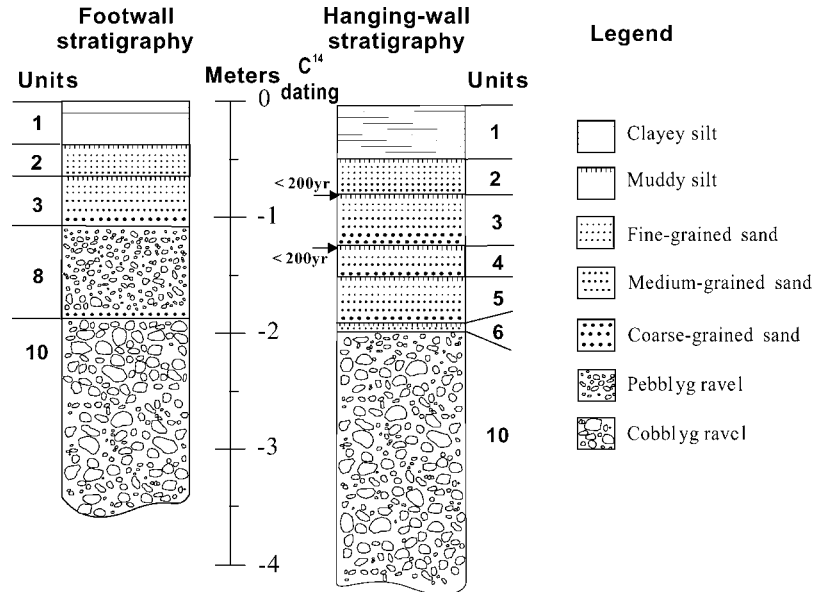 Footwall
stratigraphy
Units
1
2
3
8
10
Meters
0
-1
-2
-3
-4
C14
dating
< 200yr
< 200yr
Hanging-wall
stratigraphy
Units
1
2
3
4
5
6
10
Legend
Clayey silt
Muddy silt
Fine-grained sand
Medium-grained sand
Coarse-grained sand
Pebblyg ravel
Cobblyg ravel